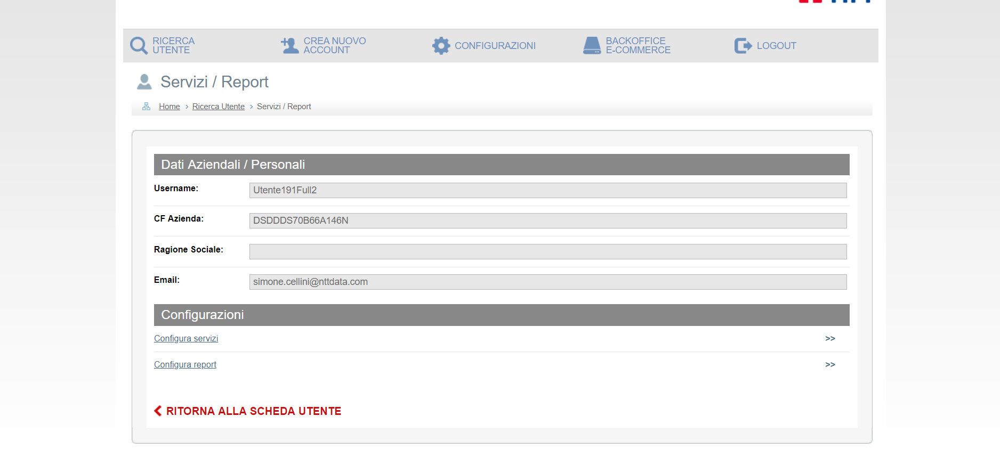 RICERCA
UTENTE
CREA NUOVO
ACCOUNT
CONFIGURAZIONI
BACKOFFICE
E-COMMERCE
LOGOUT
Servizi / Report
Home > Ricerca Utente > Servizi / Report
Dati Aziendali / Personali
Username: Utente191Full2
CF Azienda: DSDDDS70B66A146N
Ragione Sociale:
Email: simone.cellini@nttdata.com
Configurazioni
Configura servizi >>
Configura report >>
RITORNA ALLA SCHEDA UTENTE